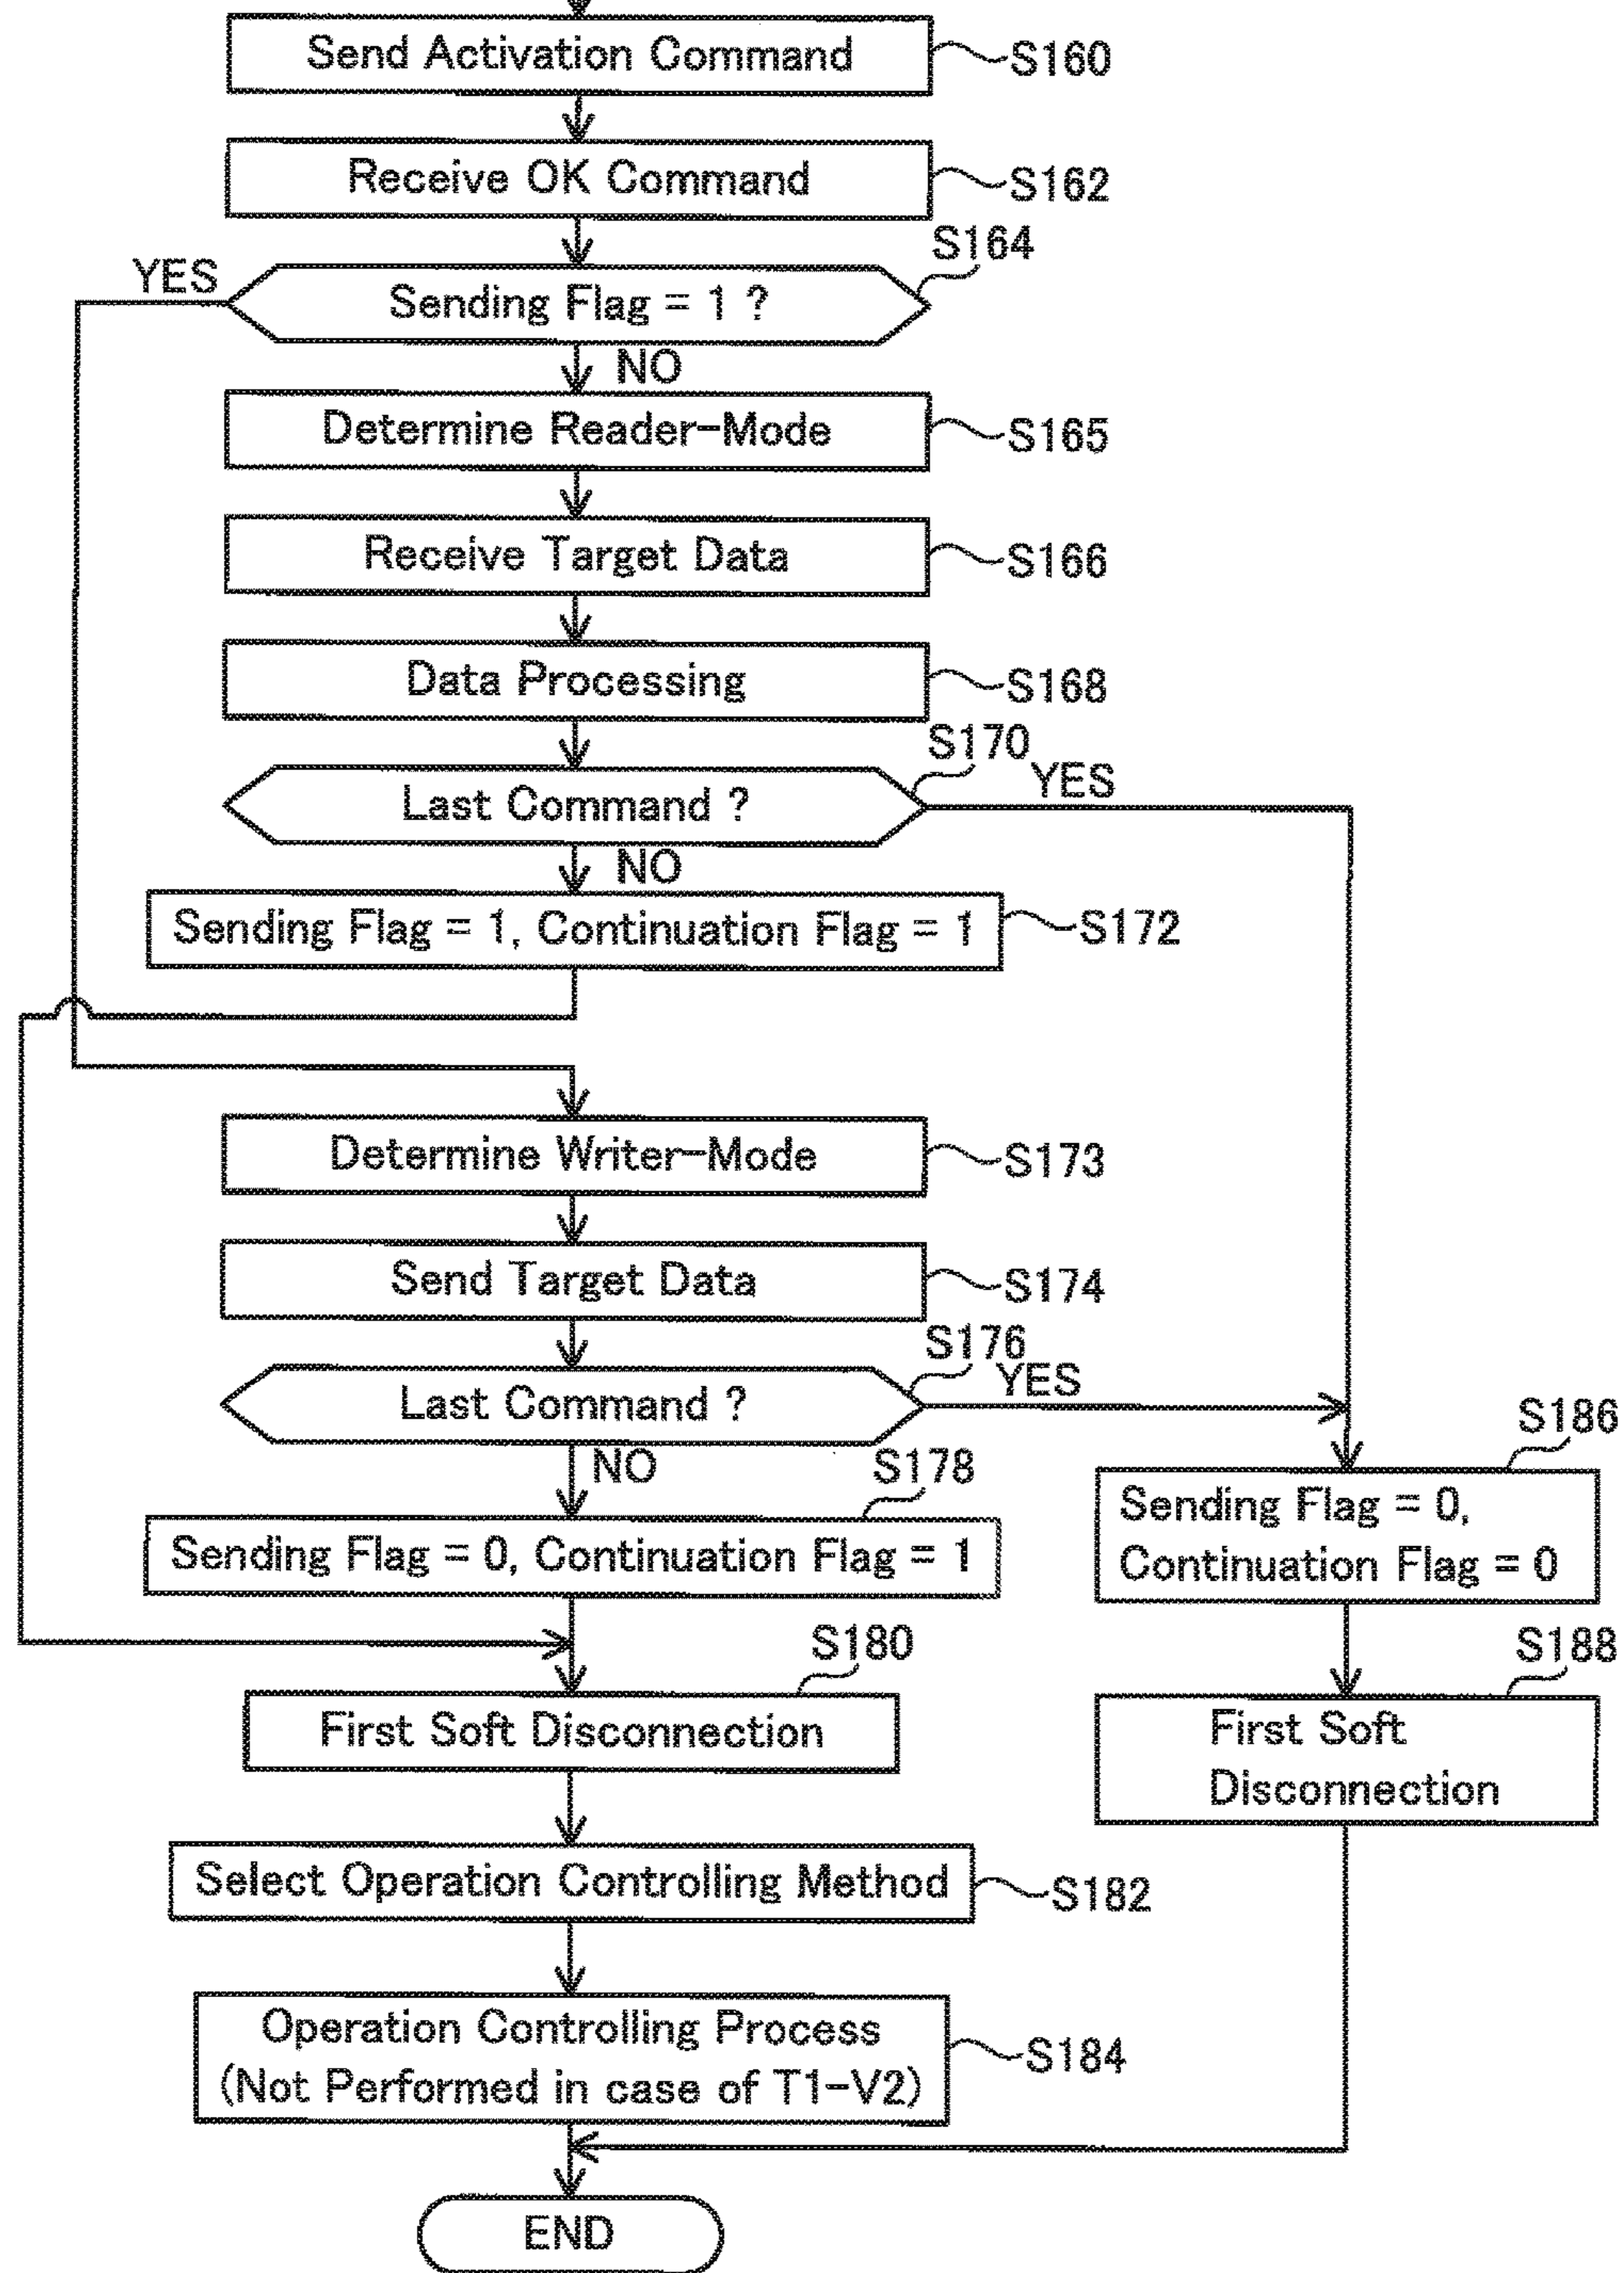 Send Activation Command
S160
Receive OK Command
S162
S164
YES
Sending Flag = 1 ?
NO
Determine Reader-Mode
S165
Receive Target Data
S166
Data Processing
S168
S170
Last Command ?
YES
NO
Sending Flag = 1, Continuation Flag = 1
S172
Determine Writer-Mode
S173
Send Target Data
S174
S176
Last Command ?
YES
NO
S178
Sending Flag = 0, Continuation Flag = 1
S186
Sending Flag = 0,
Continuation Flag = 0
S180
First Soft Disconnection
S188
First Soft
Disconnection
Select Operation Controlling Method
S182
Operation Controlling Process
(Not Performed in case of T1-V2)
S184
END